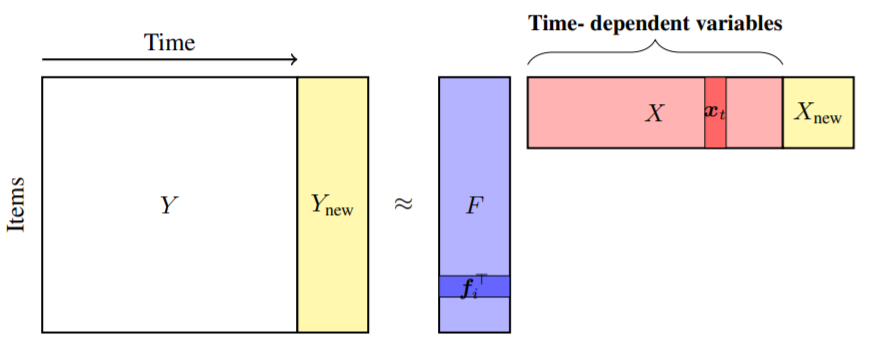 Time- dependent variables
Time
Items
Y
Y_new
≈
F
f_i^⊤
X
x_t
X_new